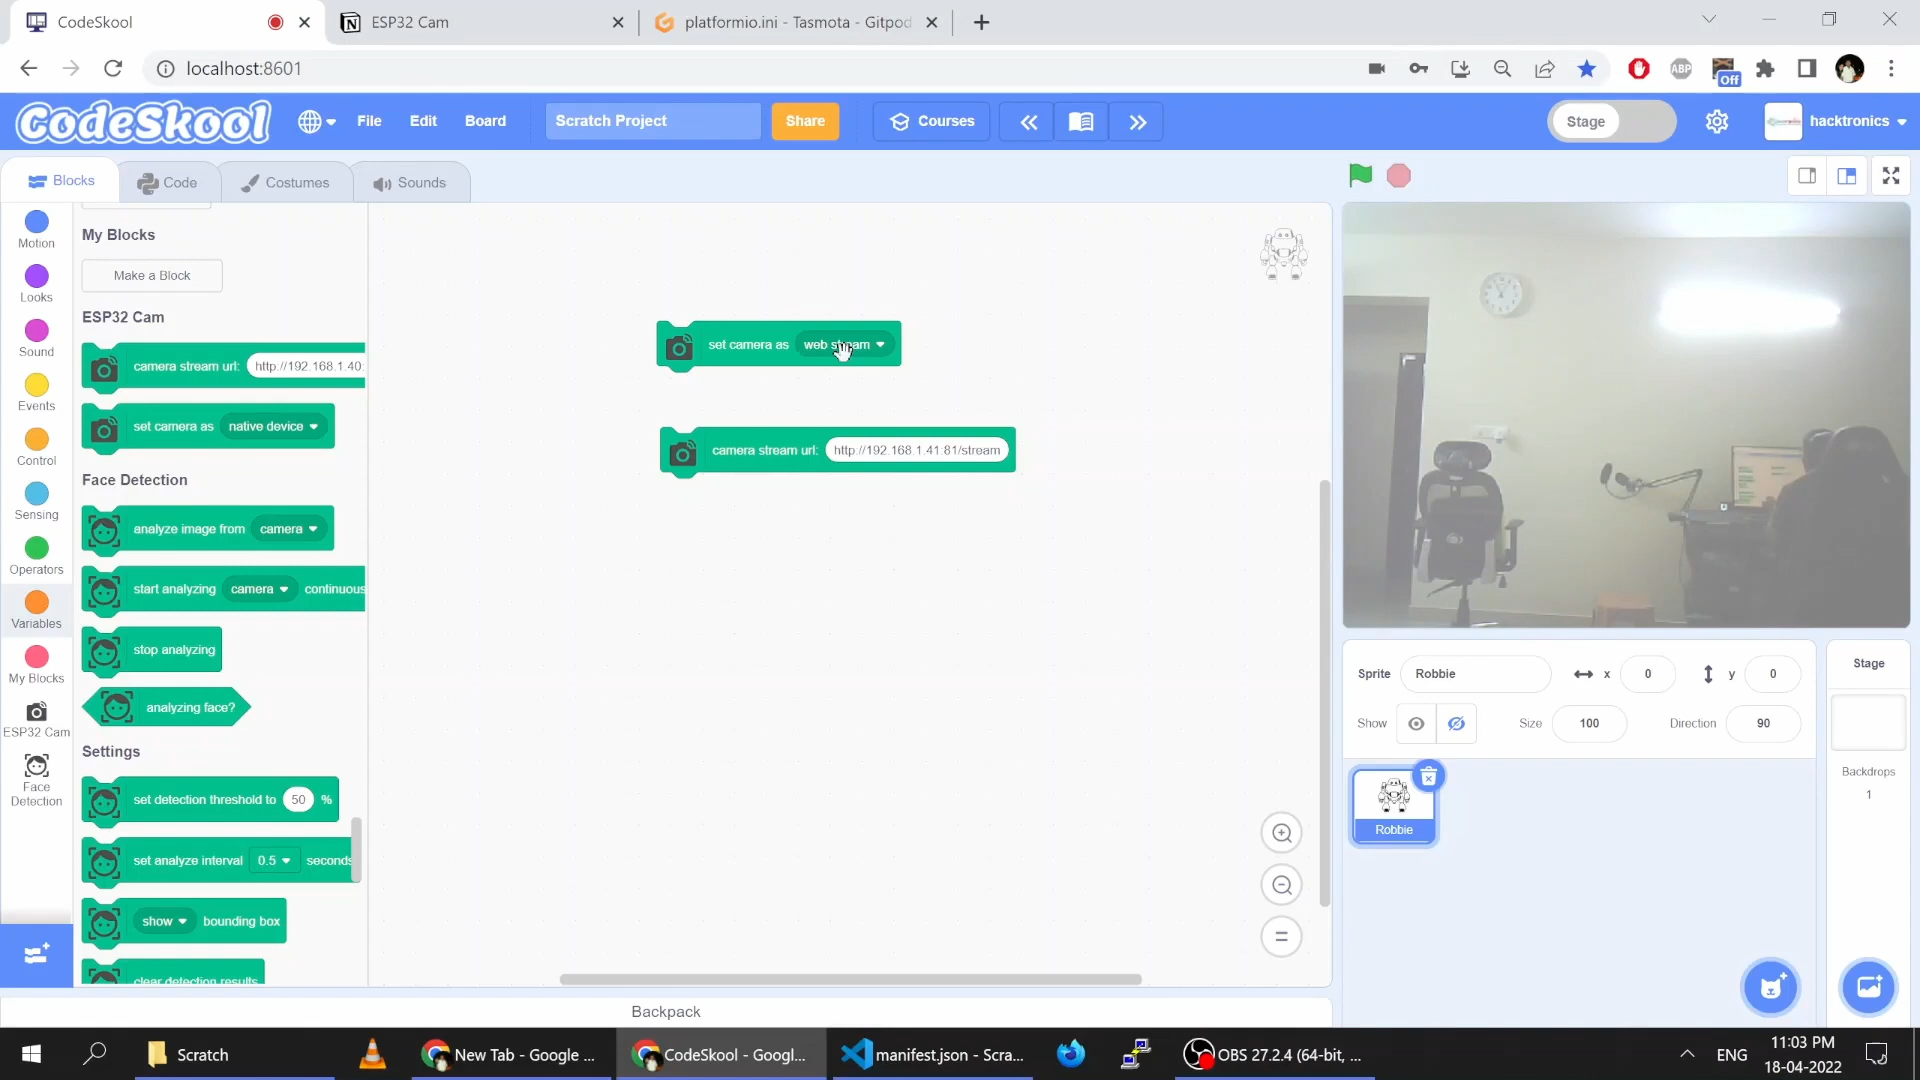 CodeSkool
ESP32 Cam
platformio.ini - Tasmota - Gitpod
localhost:8601
ABP
Off
CodeSkool
File
Edit
Board
Scratch Project
Share
Courses
Stage
hacktronics
Blocks
Code
Costumes
Sounds
Motion
Looks
Sound
Events
Control
Sensing
Operators
Variables
My Blocks
ESP32 Cam
Face
Detection
My Blocks
Make a Block
ESP32 Cam
camera stream url: http://192.168.1.40:
set camera as native device
Face Detection
analyze image from camera
start analyzing camera continuous
stop analyzing
analyzing face?
Settings
set detection threshold to 50 %
set analyze interval 0.5 seconds
show bounding box
clear detection results
set camera as web stream
camera stream url: http://192.168.1.41:81/stream
Backpack
Sprite Robbie x 0 y 0
Show Size 100 Direction 90
Robbie
Stage
Backdrops
1
Scratch
New Tab - Google ...
CodeSkool - Googl...
manifest.json - Scra...
OBS 27.2.4 (64-bit, ...
ENG
11:03 PM
18-04-2022